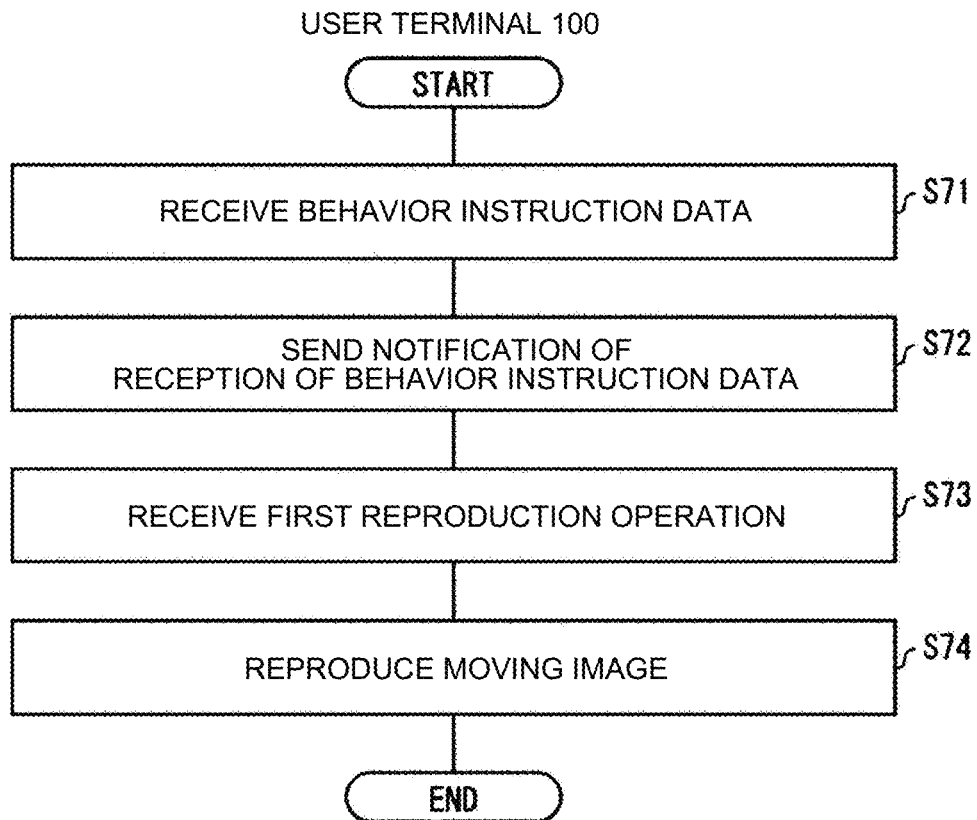 USER TERMINAL 100
START
RECEIVE BEHAVIOR INSTRUCTION DATA
S71
SEND NOTIFICATION OF
RECEPTION OF BEHAVIOR INSTRUCTION DATA
S72
RECEIVE FIRST REPRODUCTION OPERATION
S73
REPRODUCE MOVING IMAGE
S74
END